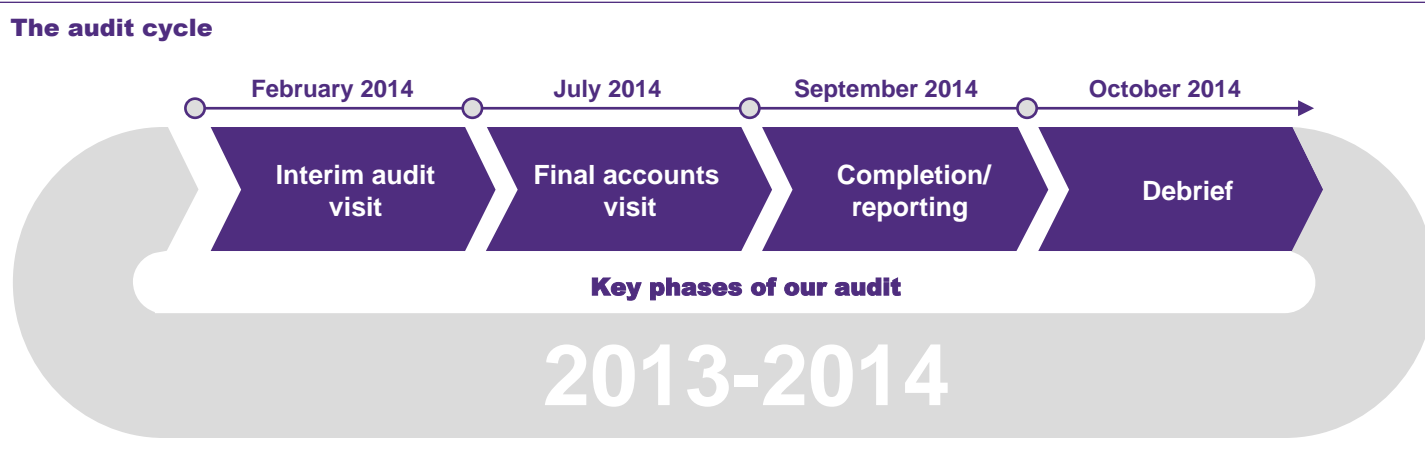 The audit cycle
February 2014
July 2014
September 2014
October 2014
Interim audit
visit
Final accounts
visit
Completion/
reporting
Debrief
Key phases of our audit
2013-2014